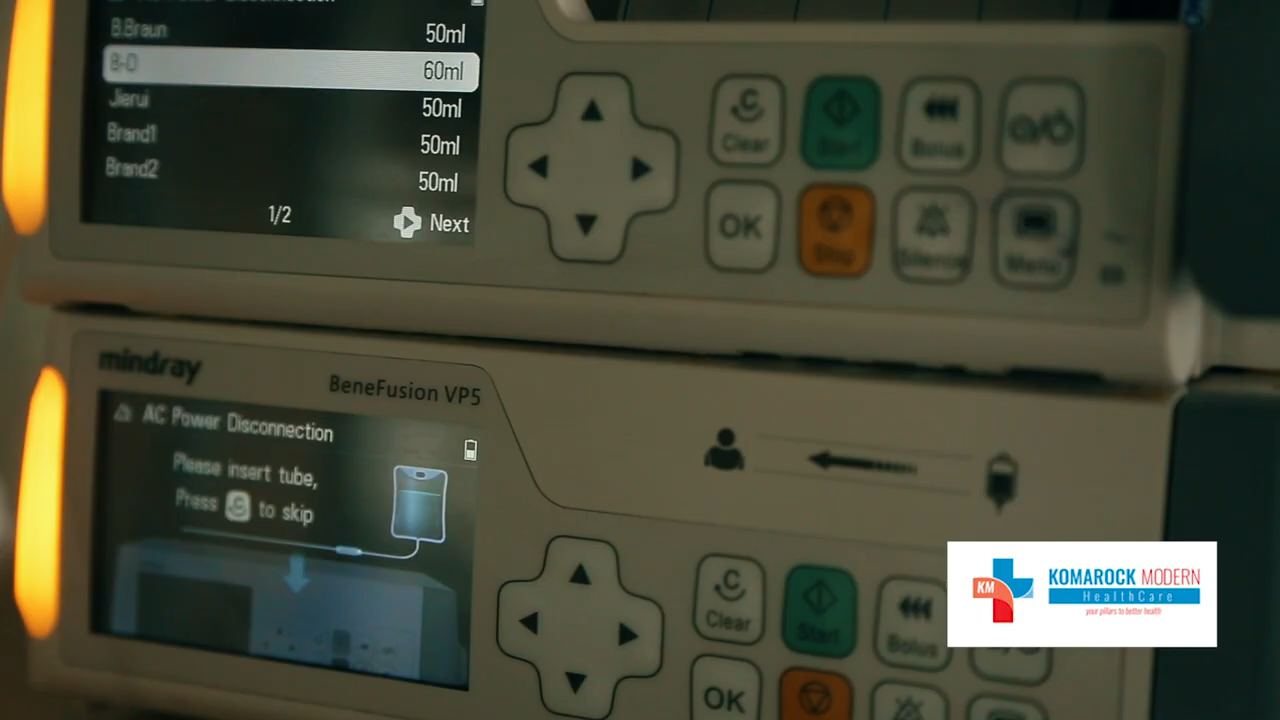 B.Braun 50ml
B-D 60ml
Jierui 50ml
Brand1 50ml
Brand2 50ml
1/2 Next
Clear Start Bolus
OK Stop Silence Menu
mindray
BeneFusion VP5
AC Power Disconnection
Please insert tube,
Press C to skip
C
Clear Start Bolus
OK
KM
KOMAROCK MODERN
HealthCare
your pillars to better health